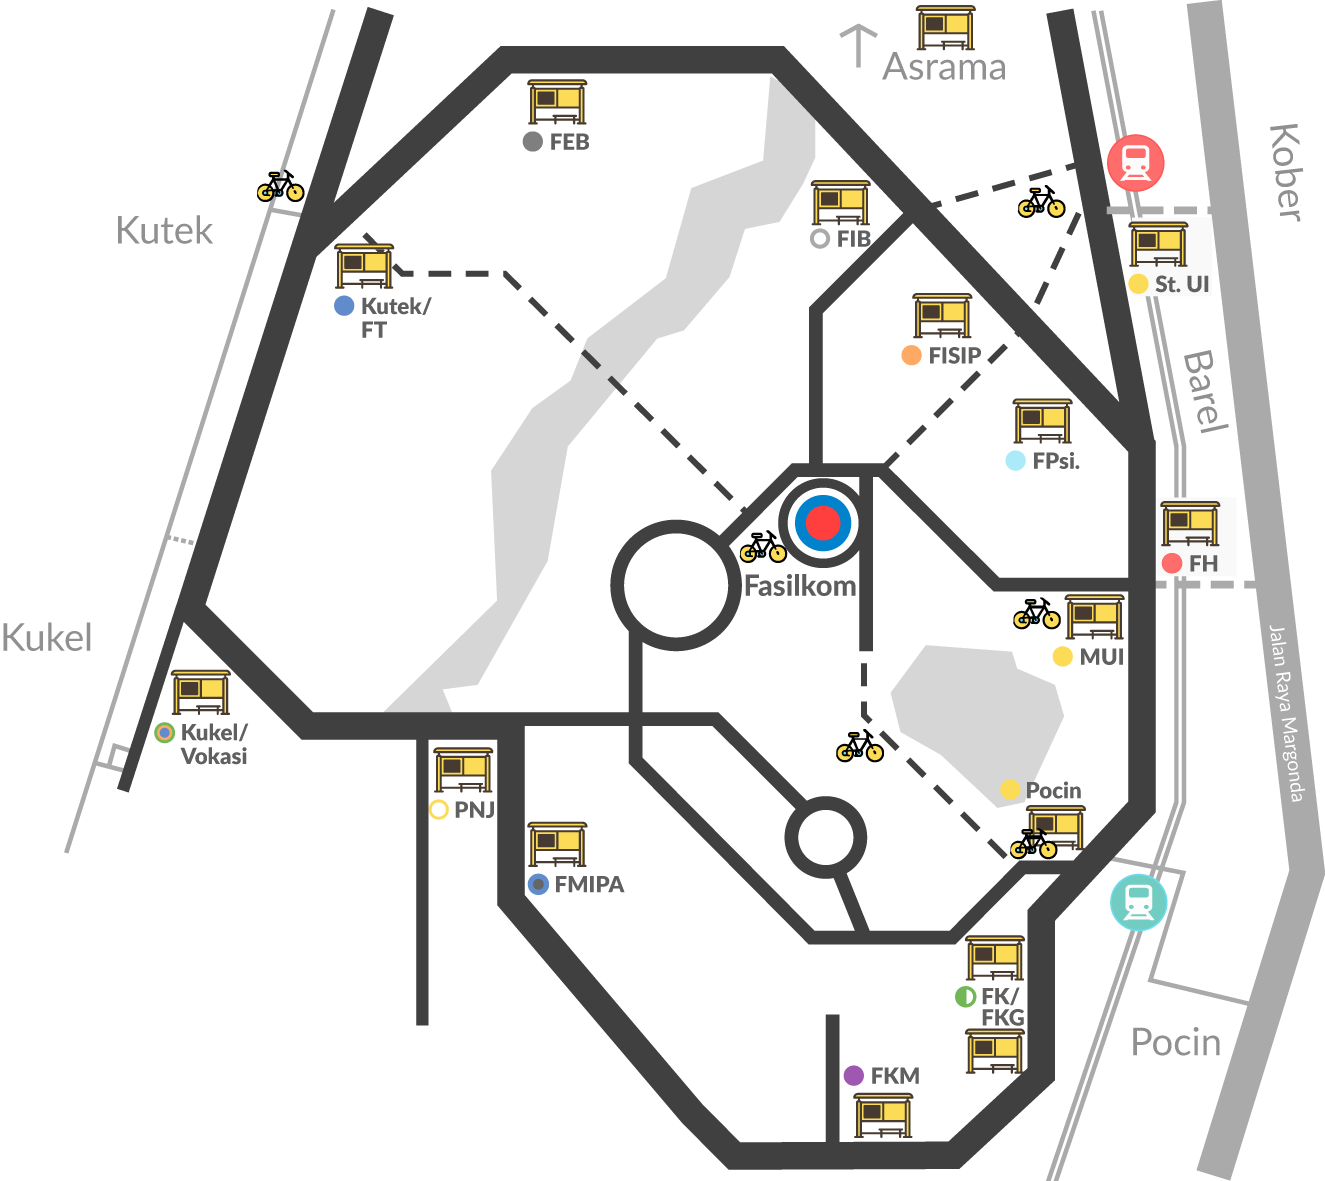 Asrama
Kober
FEB
Kutek
FIB
St. UI
Kutek/
FT
FISIP
Barel
FPsi.
FH
Fasilkom
Kukel
MUI
Jalan Raya Margonda
Kukel/
Vokasi
Pocin
PNJ
FMIPA
FK/
FKG
Pocin
FKM